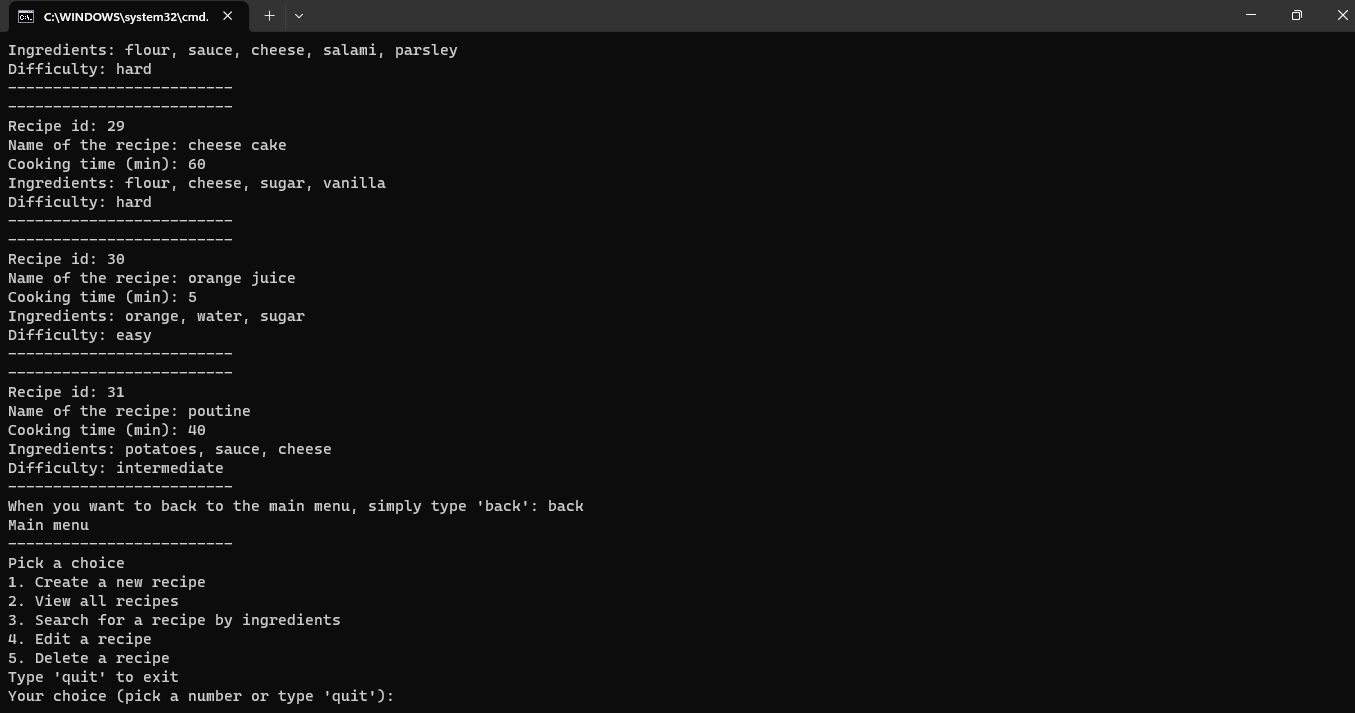 C:\WINDOWS\system32\cmd.
Ingredients: flour, sauce, cheese, salami, parsley
Difficulty: hard
-------------------------
-------------------------
Recipe id: 29
Name of the recipe: cheese cake
Cooking time (min): 60
Ingredients: flour, cheese, sugar, vanilla
Difficulty: hard
-------------------------
-------------------------
Recipe id: 30
Name of the recipe: orange juice
Cooking time (min): 5
Ingredients: orange, water, sugar
Difficulty: easy
-------------------------
-------------------------
Recipe id: 31
Name of the recipe: poutine
Cooking time (min): 40
Ingredients: potatoes, sauce, cheese
Difficulty: intermediate
-------------------------
When you want to back to the main menu, simply type 'back': back
Main menu
-------------------------
Pick a choice
1. Create a new recipe
2. View all recipes
3. Search for a recipe by ingredients
4. Edit a recipe
5. Delete a recipe
Type 'quit' to exit
Your choice (pick a number or type 'quit'):